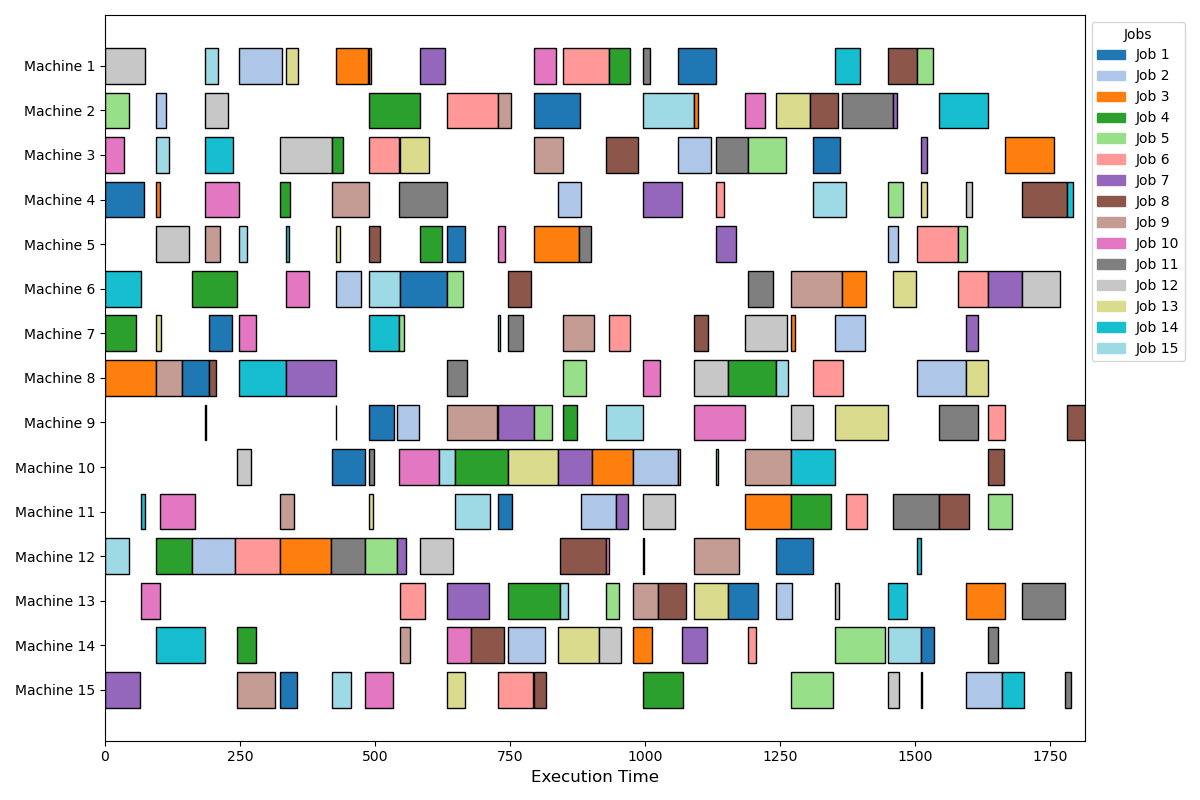 Machine 1
Machine 2
Machine 3
Machine 4
Machine 5
Machine 6
Machine 7
Machine 8
Machine 9
Machine 10
Machine 11
Machine 12
Machine 13
Machine 14
Machine 15
0 250 500 750 1000 1250 1500 1750
Execution Time
Jobs
Job 1
Job 2
Job 3
Job 4
Job 5
Job 6
Job 7
Job 8
Job 9
Job 10
Job 11
Job 12
Job 13
Job 14
Job 15